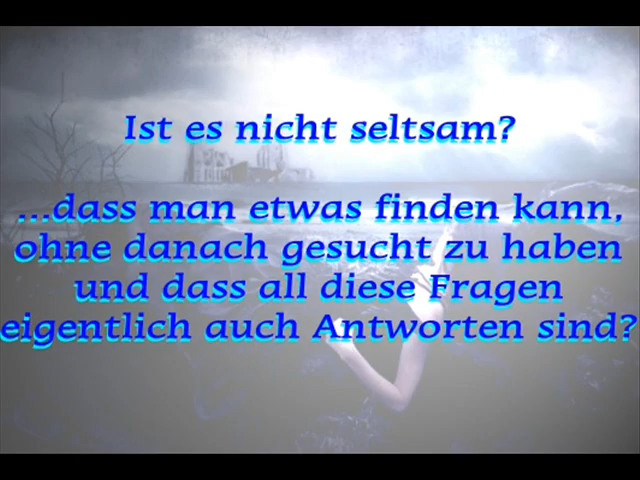 Ist es nicht seltsam?
...dass man etwas finden kann,
ohne danach gesucht zu haben
und dass all diese Fragen
eigentlich auch Antworten sind?